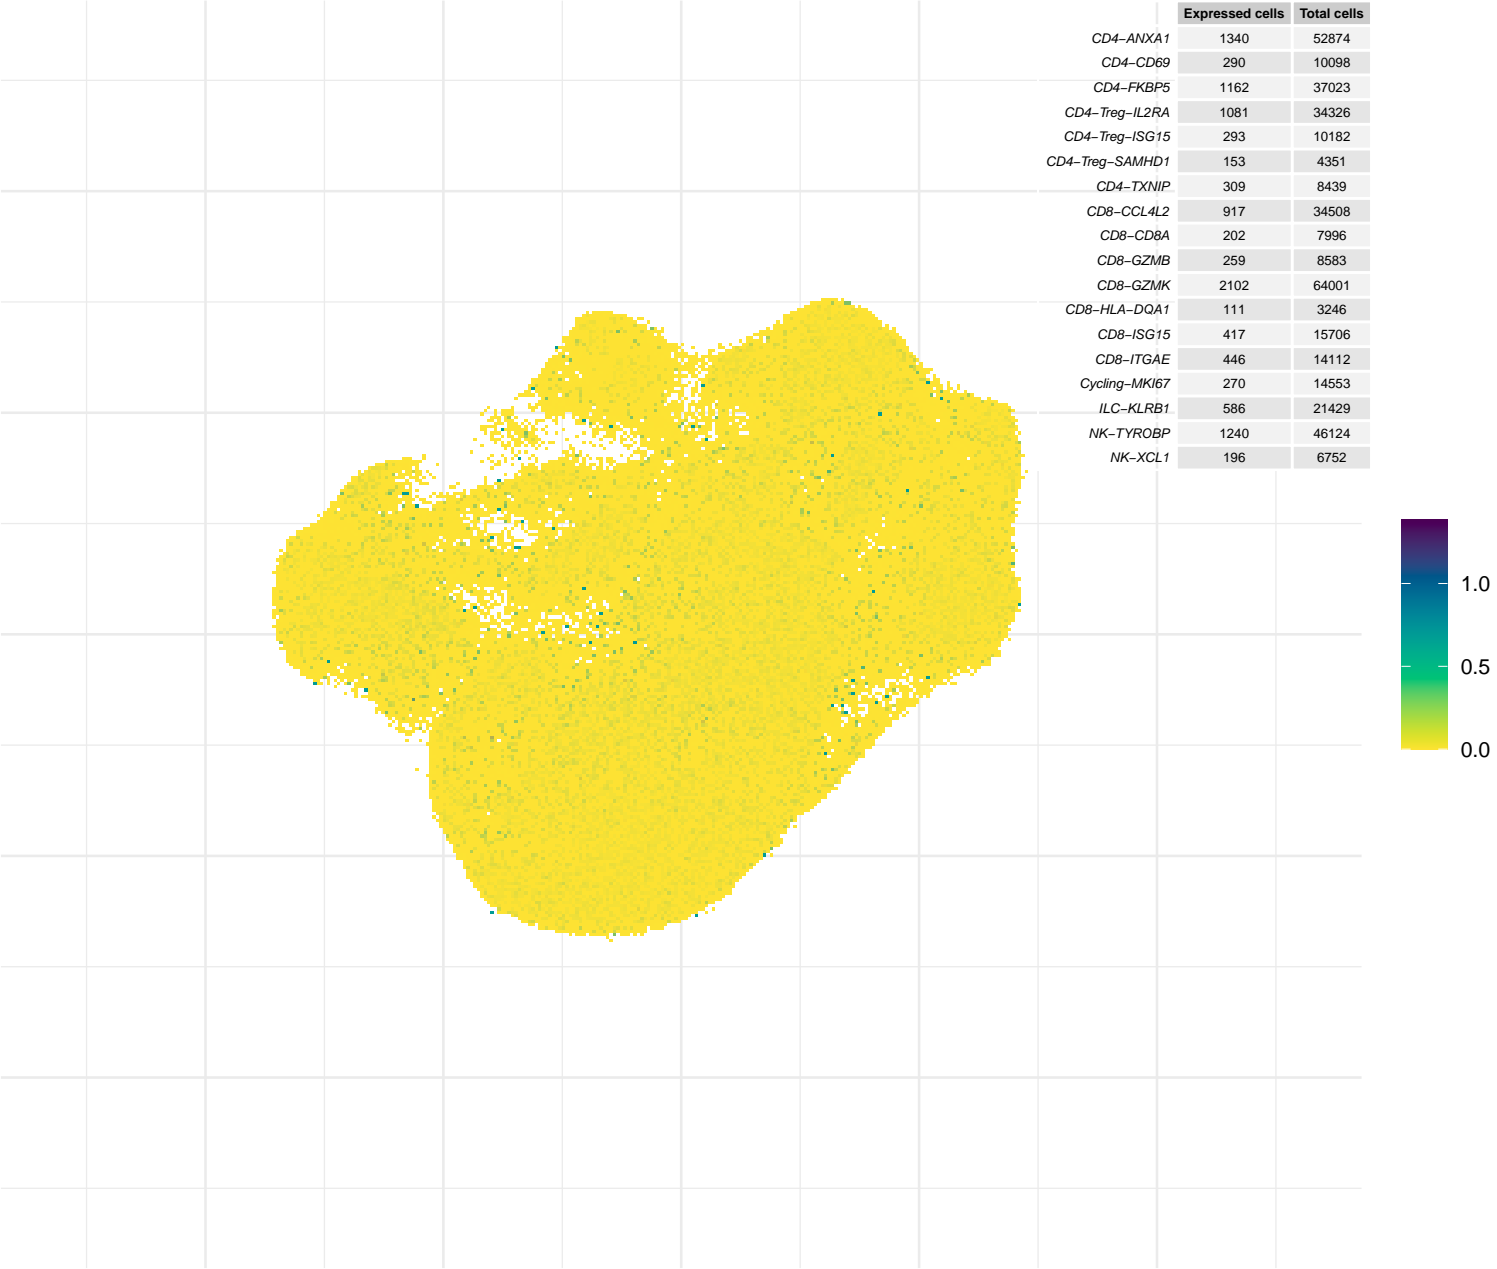 Expressed cells Total cells
CD4−ANXA1 1340 52874
CD4−CD69 290 10098
CD4−FKBP5 1162 37023
CD4−Treg−IL2RA 1081 34326
CD4−Treg−ISG15 293 10182
CD4−Treg−SAMHD1 153 4351
CD4−TXNIP 309 8439
CD8−CCL4L2 917 34508
CD8−CD8A 202 7996
CD8−GZMB 259 8583
CD8−GZMK 2102 64001
CD8−HLA−DQA1 111 3246
CD8−ISG15 417 15706
CD8−ITGAE 446 14112
Cycling−MKI67 270 14553
ILC−KLRB1 586 21429
NK−TYROBP 1240 46124
NK−XCL1 196 6752
1.0
0.5
0.0